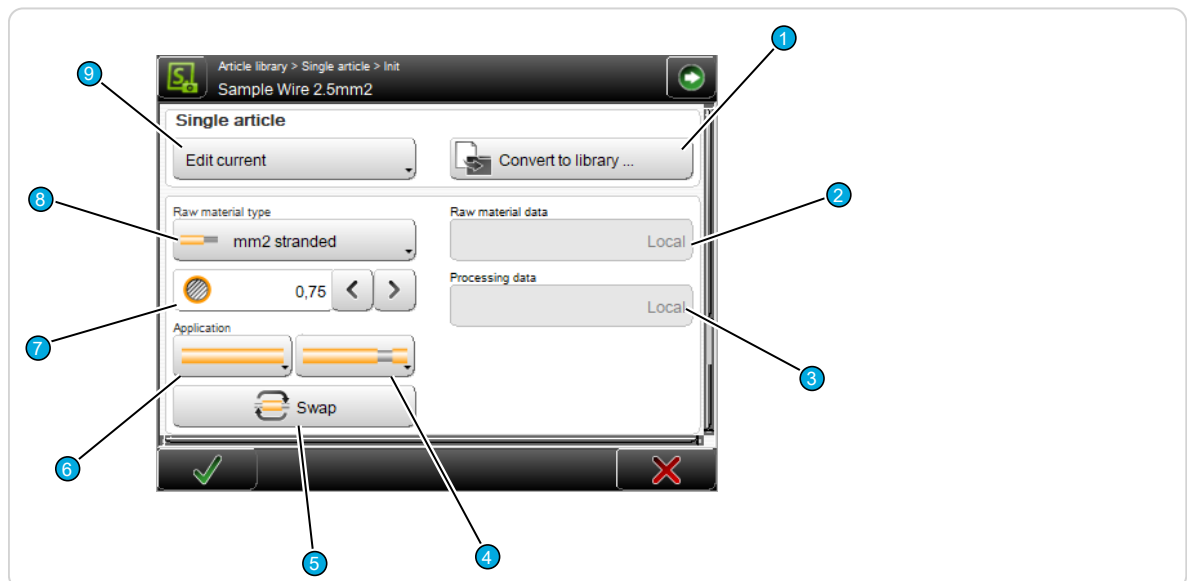 1
9
Article library > Single article > Init
Sample Wire 2.5mm2
Single article
Edit current
Convert to library ...
8
2
Raw material type
Raw material data
mm2 stranded
Local
Processing data
0,75
Local
7
Application
3
Swap
6
5
4